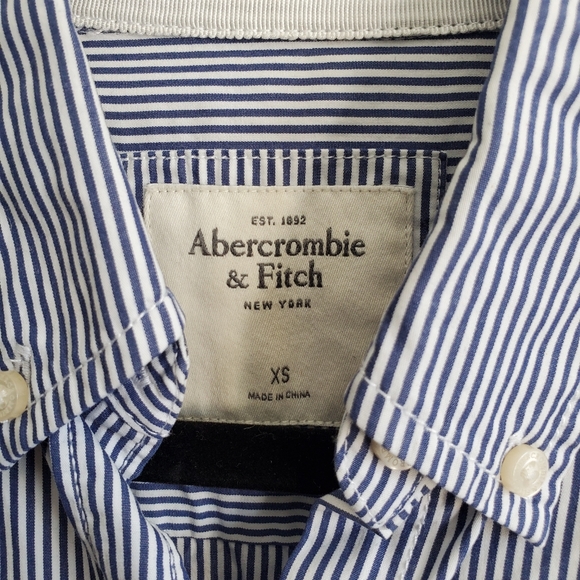 EST. 1892
Abercrombie
& Fitch
NEW YORK
XS
MADE IN CHINA